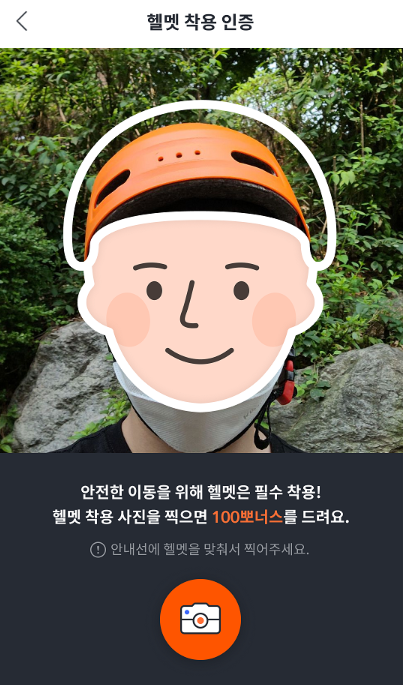 헬멧 착용 인증
안전한 이동을 위해 헬멧은 필수 착용!
헬멧 착용 사진을 찍으면 100뽀너스를 드려요.
안내선에 헬멧을 맞춰서 찍어주세요.